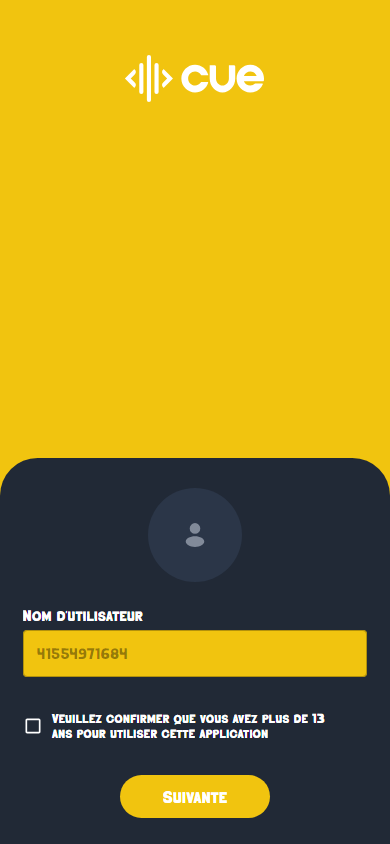 cue
Nom d'utilisateur
41554971684
Veuillez confirmer que vous avez plus de 13
ans pour utiliser cette application
Suivante